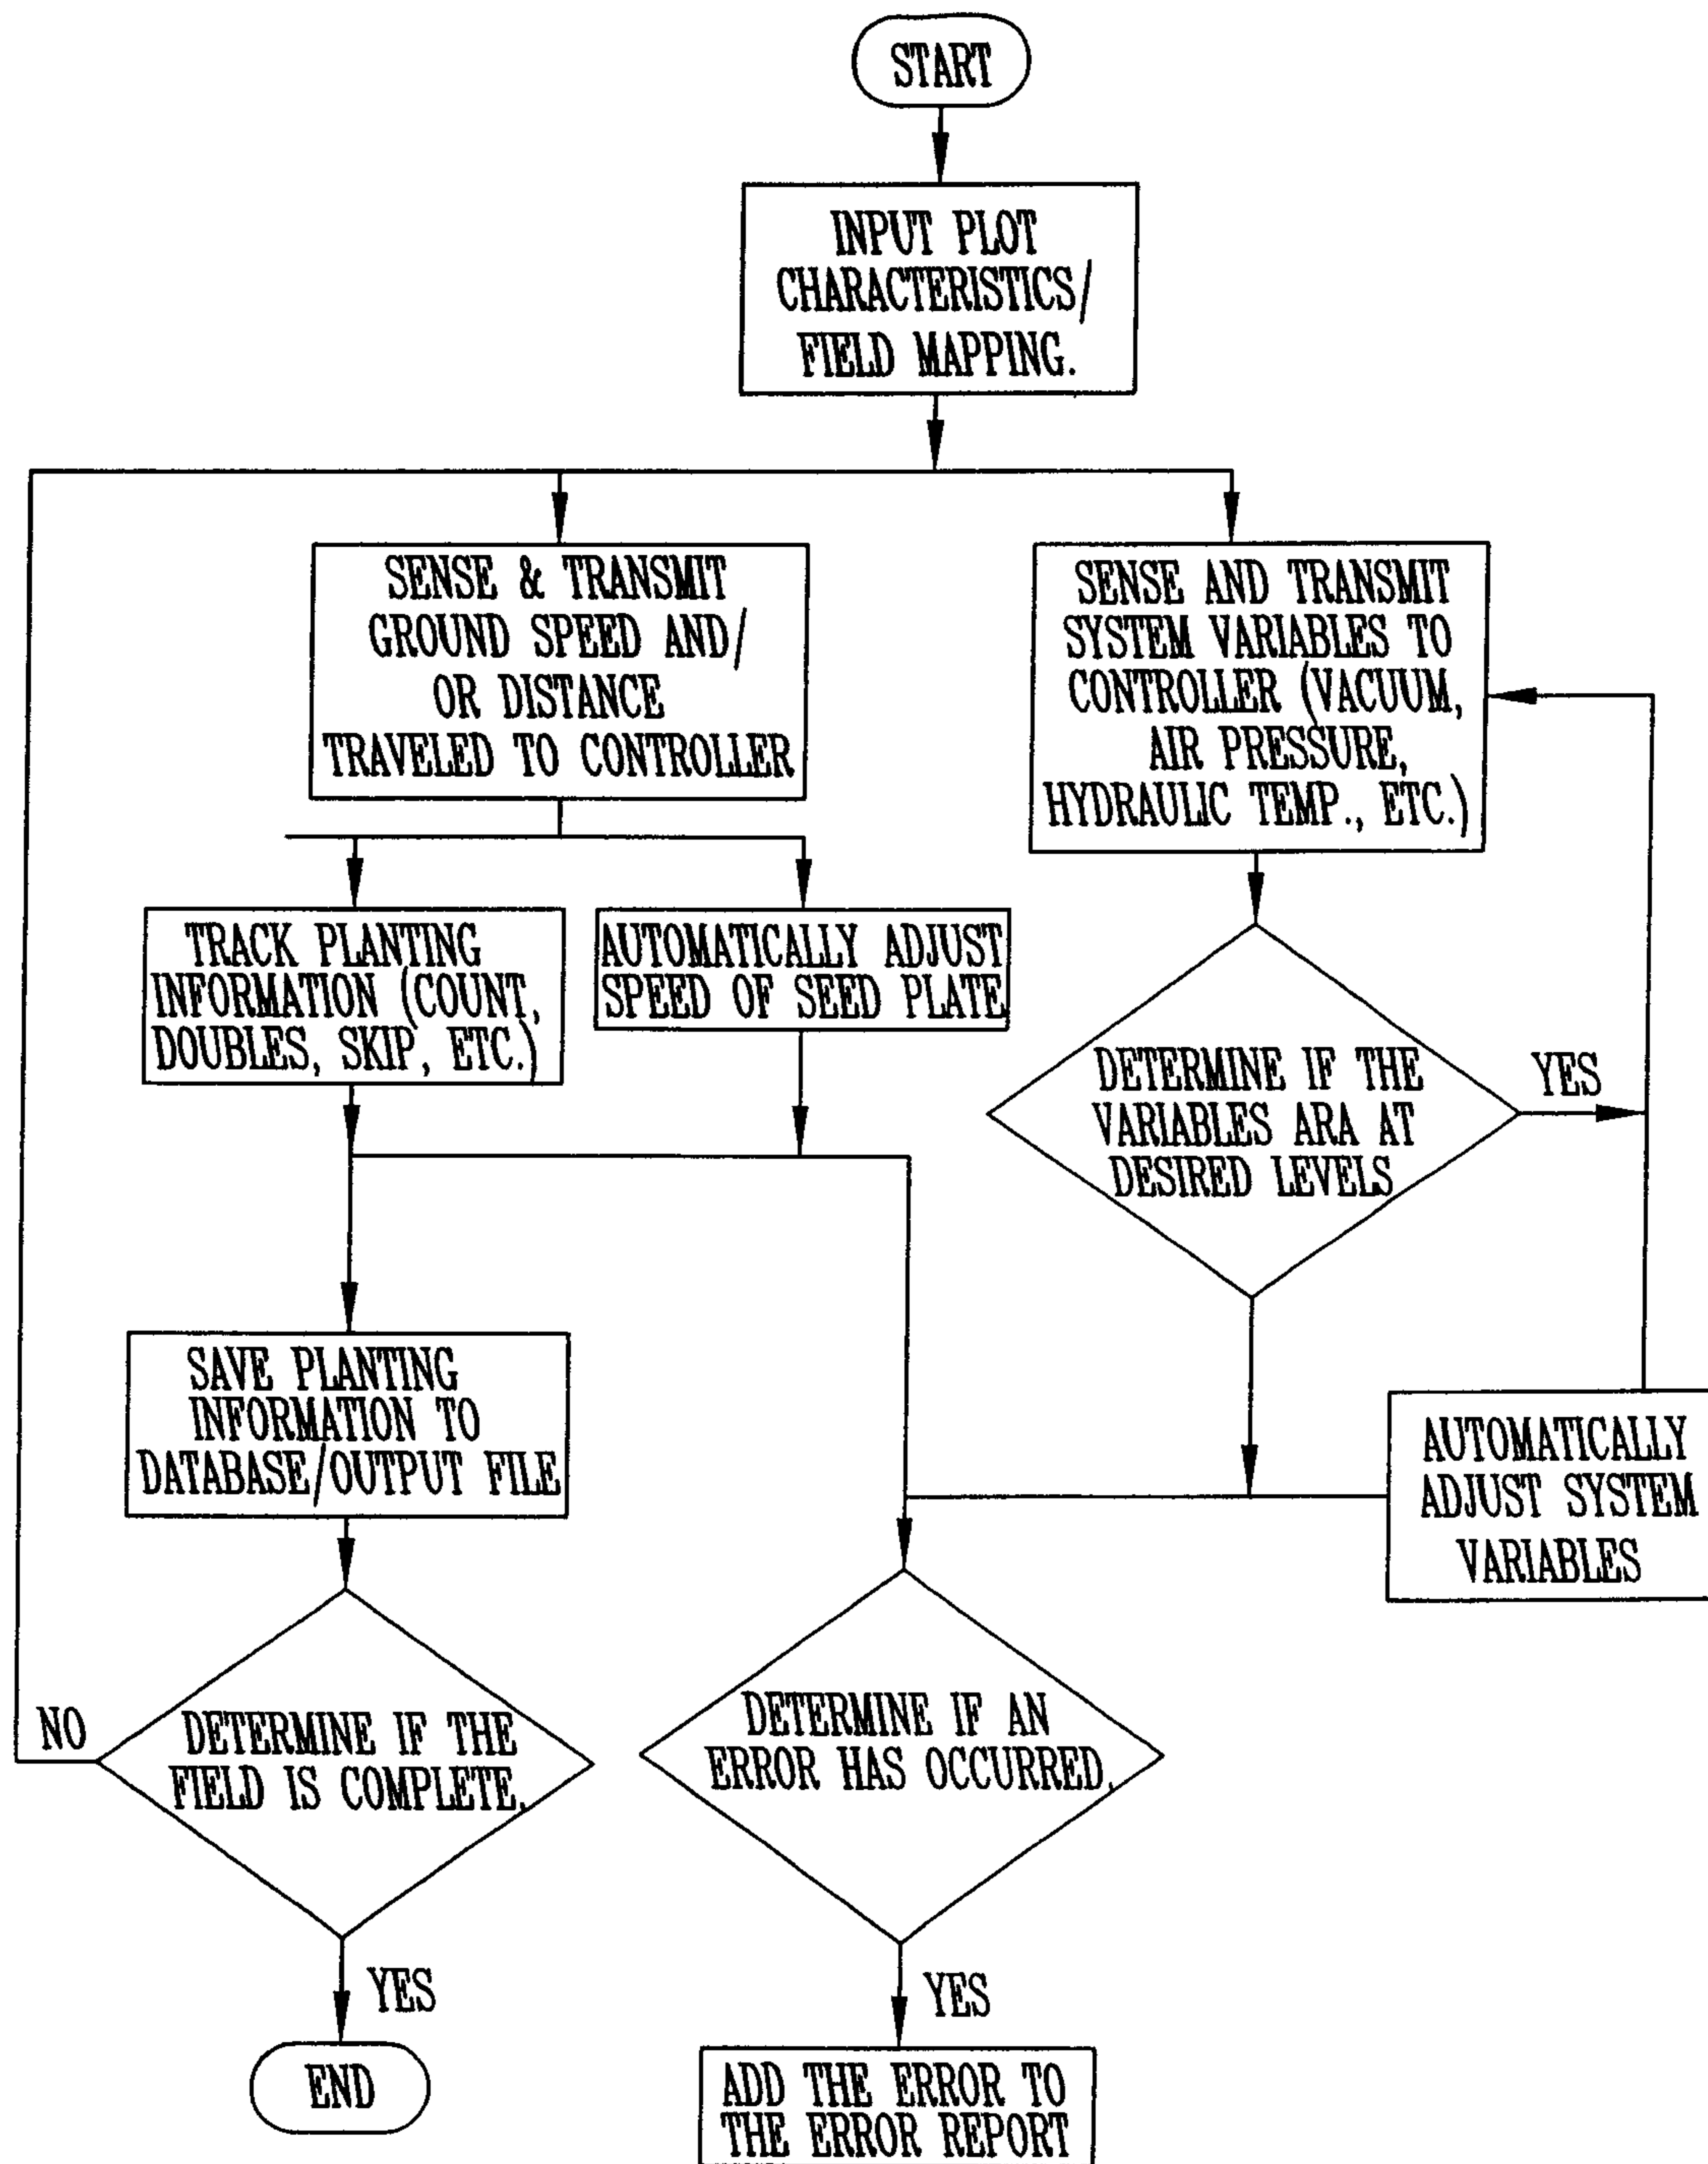 START
INPUT PLOT
CHARACTERISTICS/
FIELD MAPPING.
SENSE & TRANSMIT
GROUND SPEED AND/
OR DISTANCE
TRAVELED TO CONTROLLER
SENSE AND TRANSMIT
SYSTEM VARIABLES TO
CONTROLLER (VACUUM,
AIR PRESSURE,
HYDRAULIC TEMP., ETC.)
TRACK PLANTING
INFORMATION (COUNT,
DOUBLES, SKIP, ETC.)
AUTOMATICALLY ADJUST
SPEED OF SEED PLATE
DETERMINE IF THE
VARIABLES ARA AT
DESIRED LEVELS
YES
SAVE PLANTING
INFORMATION TO
DATABASE/OUTPUT FILE
AUTOMATICALLY
ADJUST SYSTEM
VARIABLES
NO
DETERMINE IF THE
FIELD IS COMPLETE.
DETERMINE IF AN
ERROR HAS OCCURRED.
YES
YES
END
ADD THE ERROR TO
THE ERROR REPORT